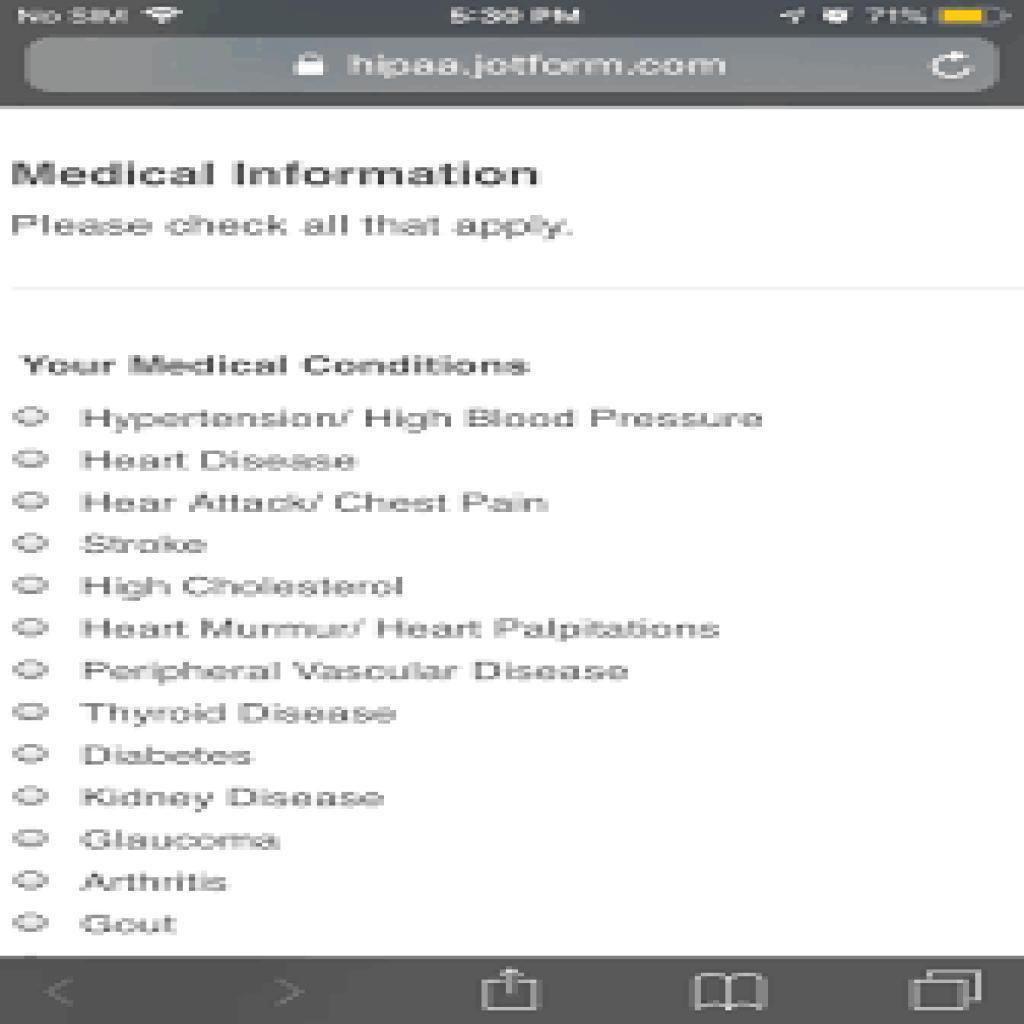 No SIM 5:30 PM 71%
hipaa.jotform.com
Medical Information
Please check all that apply.
Your Medical Conditions
Hypertension/ High Blood Pressure
Heart Disease
Hear Attack/ Chest Pain
Stroke
High Cholesterol
Heart Murmur/ Heart Palpitations
Peripheral Vascular Disease
Thyroid Disease
Diabetes
Kidney Disease
Glaucoma
Arthritis
Gout